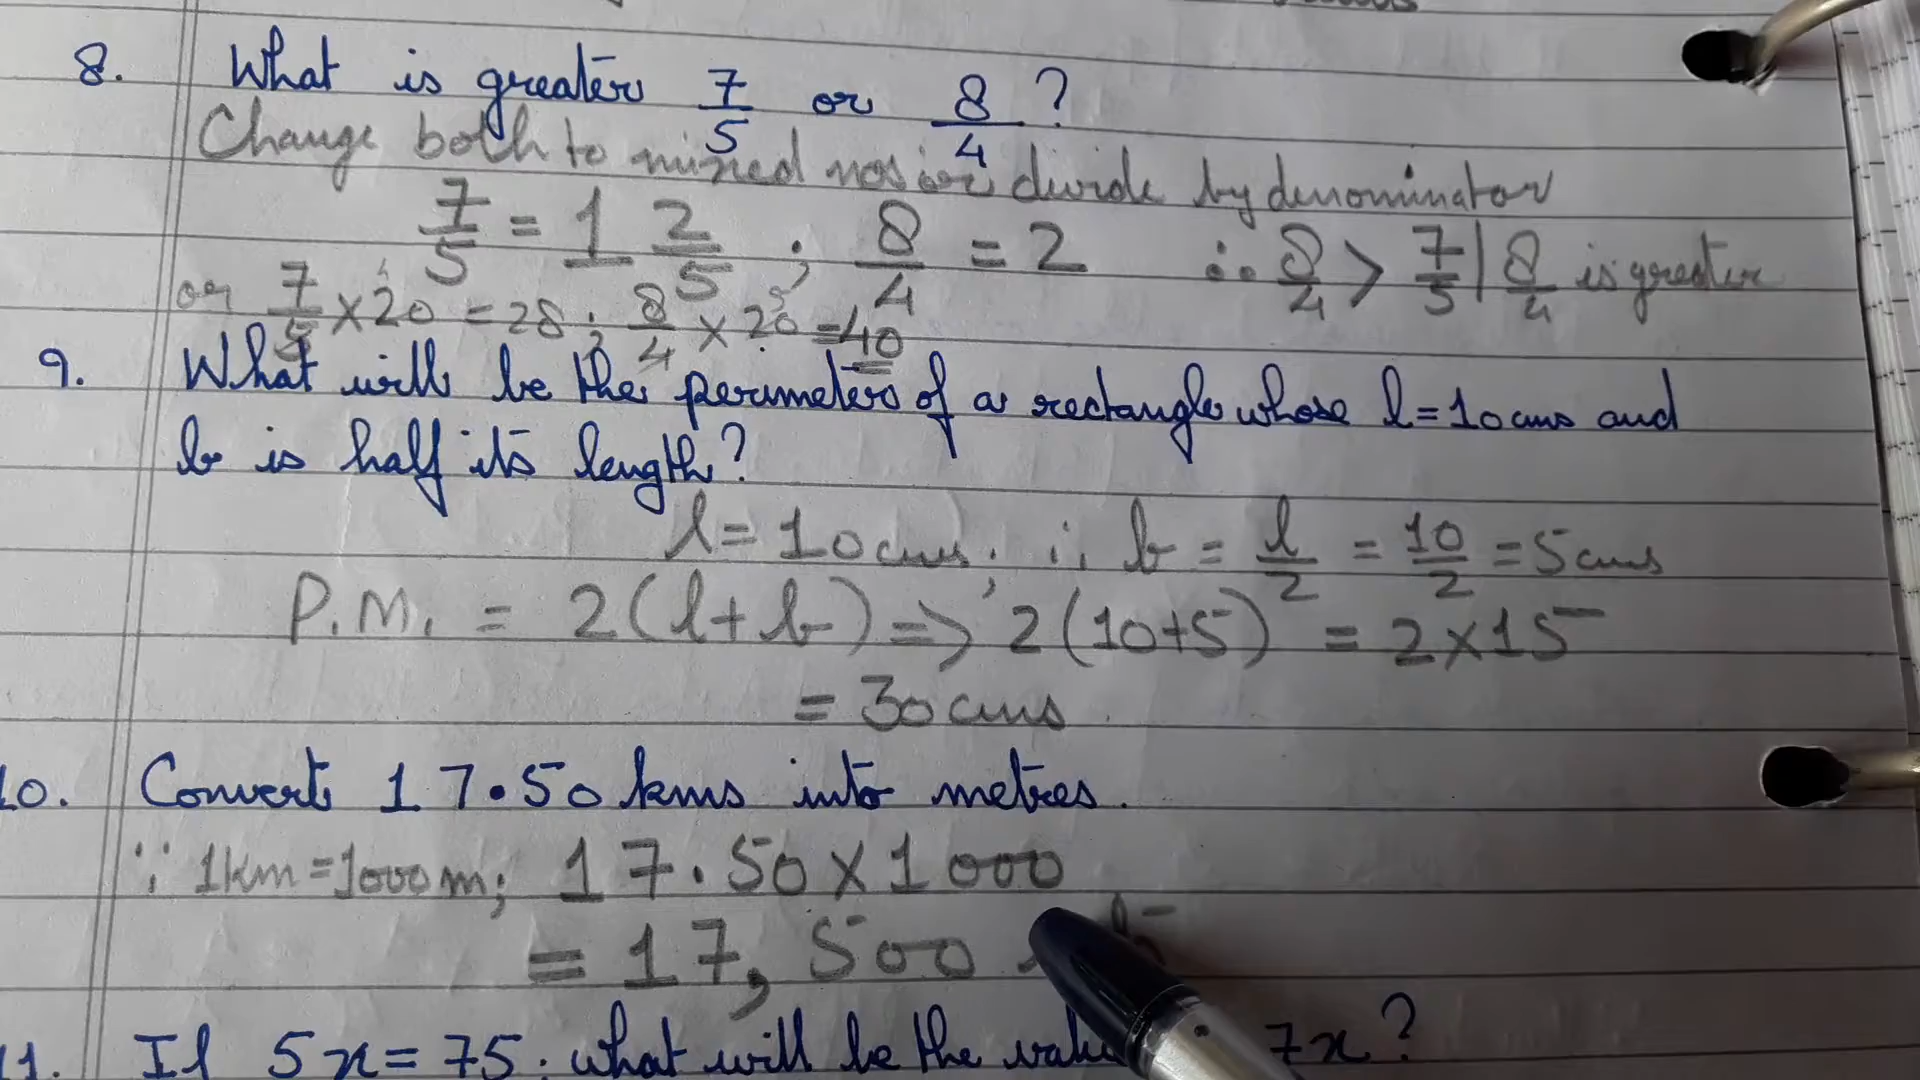 8. What is greater 7/5 or 8/4 ?
Change both to mixed nos or divide by denominator
7/5 = 1 2/5 ; 8/4 = 2 ∴ 8/4 > 7/5 | 8/4 is greater
or 7/5 × 20 = 28 ; 8/4 × 20 = 40
9. What will be the perimeter of a rectangle whose l = 10 cms and
b is half its length?
l = 10 cms ; ∴ b = l/2 = 10/2 = 5 cms
P.M. = 2(l + b) => 2(10+5) = 2 × 15
= 30 cms.
10. Convert 17.50 kms into metres.
∵ 1km = 1000m; 17.50 × 1000
= 17,500
11. If 5x = 75. what will be the 7x?